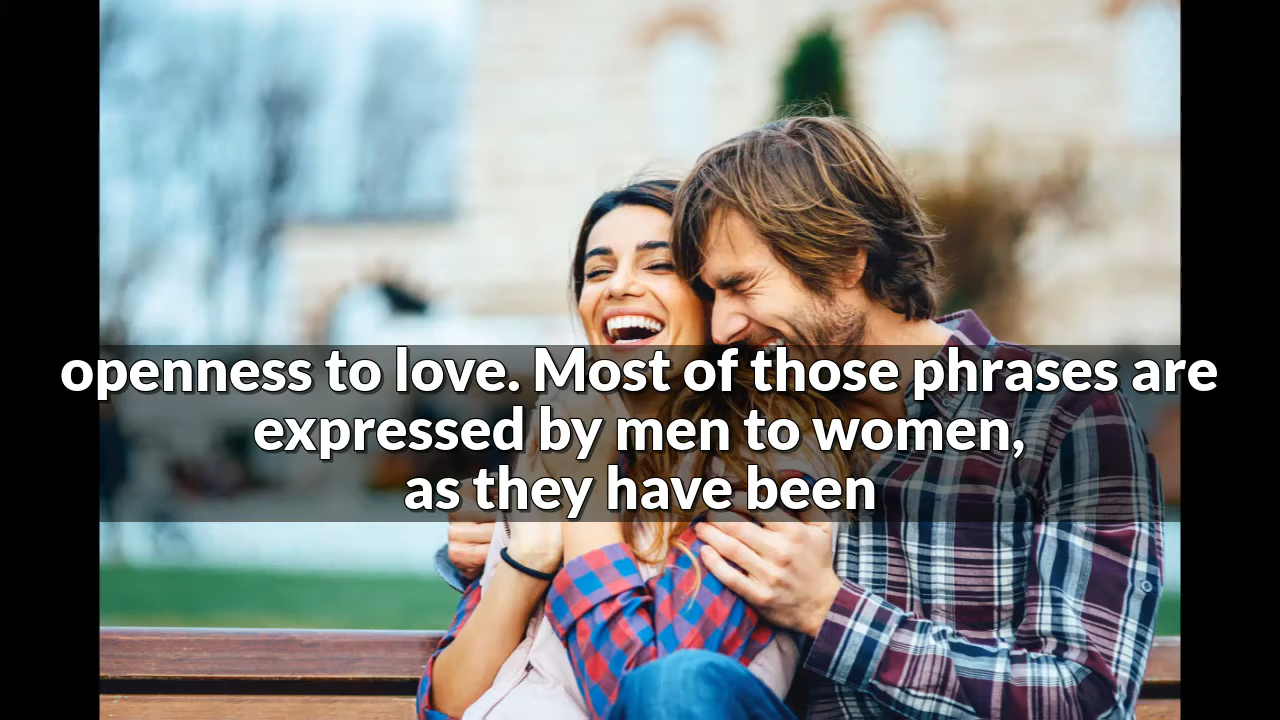 openness to love. Most of those phrases are
expressed by men to women,
as they have been